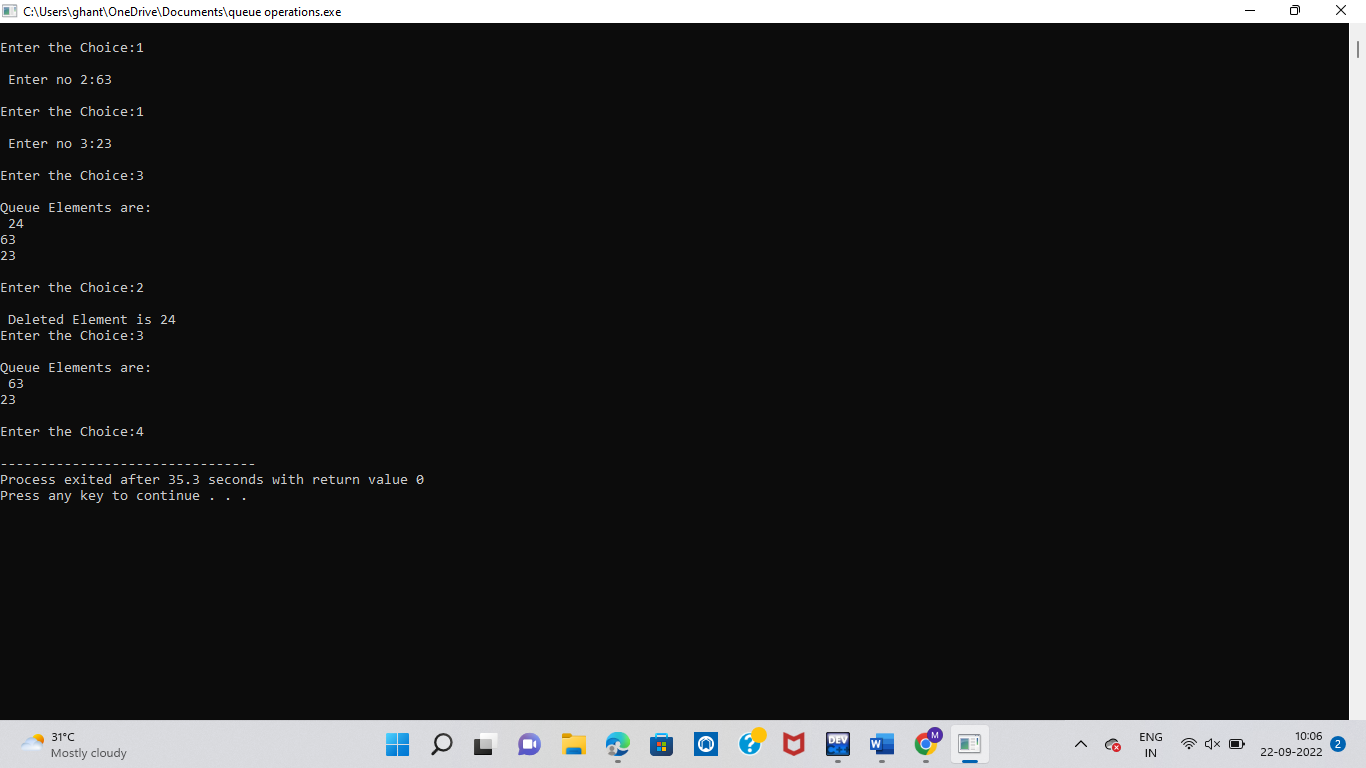 C:\Users\ghant\OneDrive\Documents\queue operations.exe
Enter the Choice:1
Enter no 2:63
Enter the Choice:1
Enter no 3:23
Enter the Choice:3
Queue Elements are:
24
63
23
Enter the Choice:2
Deleted Element is 24
Enter the Choice:3
Queue Elements are:
63
23
Enter the Choice:4
--------------------------------
Process exited after 35.3 seconds with return value 0
Press any key to continue . . .
31°C
Mostly cloudy
DEV
W
M
ENG
IN
10:06
22-09-2022
2